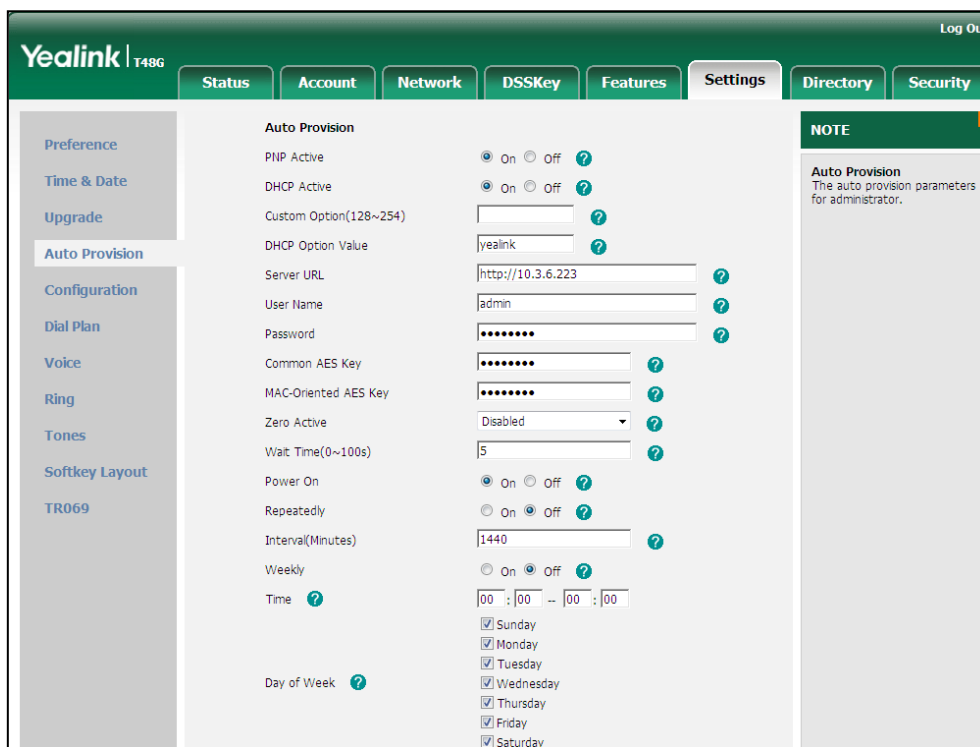 Log Ou
Yealink T48G
Status Account Network DSSKey Features Settings Directory Security
Preference
Time & Date
Upgrade
Auto Provision
Configuration
Dial Plan
Voice
Ring
Tones
Softkey Layout
TR069
Auto Provision
PNP Active On Off ?
DHCP Active On Off ?
Custom Option(128~254) ?
DHCP Option Value yealink ?
Server URL http://10.3.6.223 ?
User Name admin ?
Password •••••••• ?
Common AES Key •••••••• ?
MAC-Oriented AES Key •••••••• ?
Zero Active Disabled ?
Wait Time(0~100s) 5 ?
Power On On Off ?
Repeatedly On Off ?
Interval(Minutes) 1440 ?
Weekly On Off ?
Time ? 00 : 00 -- 00 : 00
Day of Week ?
Sunday
Monday
Tuesday
Wednesday
Thursday
Friday
Saturday
NOTE
Auto Provision
The auto provision parameters
for administrator.